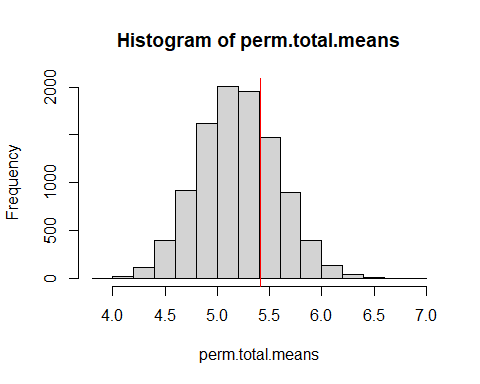 Histogram of perm.total.means
Frequency
2000
1000
500
0
4.0 4.5 5.0 5.5 6.0 6.5 7.0
perm.total.means